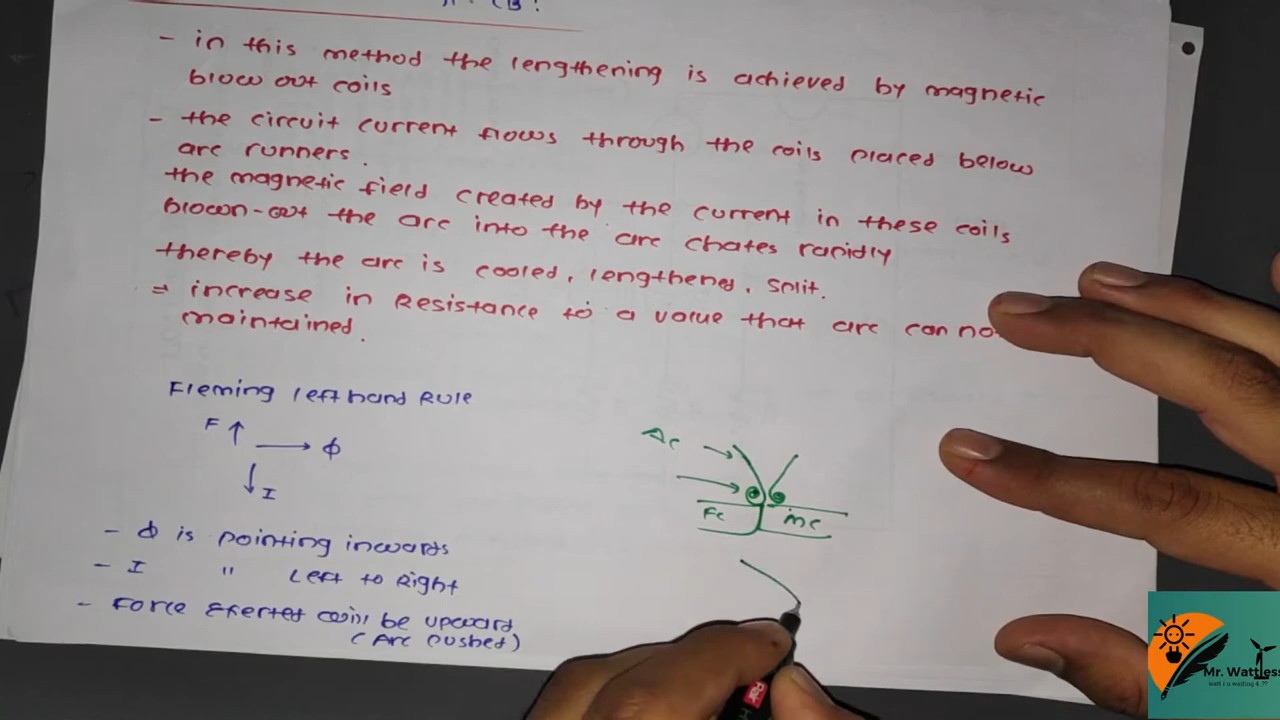 - in this method the lengthening is achieved by magnetic
blow out coils
- the circuit current flows through the coils placed below
arc runners.
the magnetic field created by the current in these coils
blown-out the arc into the arc chates rapidly
thereby the arc is cooled, lengthened, split.
⇒ increase in Resistance to a value that arc can no
maintained.
Fleming left hand Rule
F ↑
→ ϕ
↓ I
- ϕ is pointing inwards
- I " Left to Right
- Force Exerted will be upward
(Arc pushed)
Ac
Fc mc
Mr. Wattless